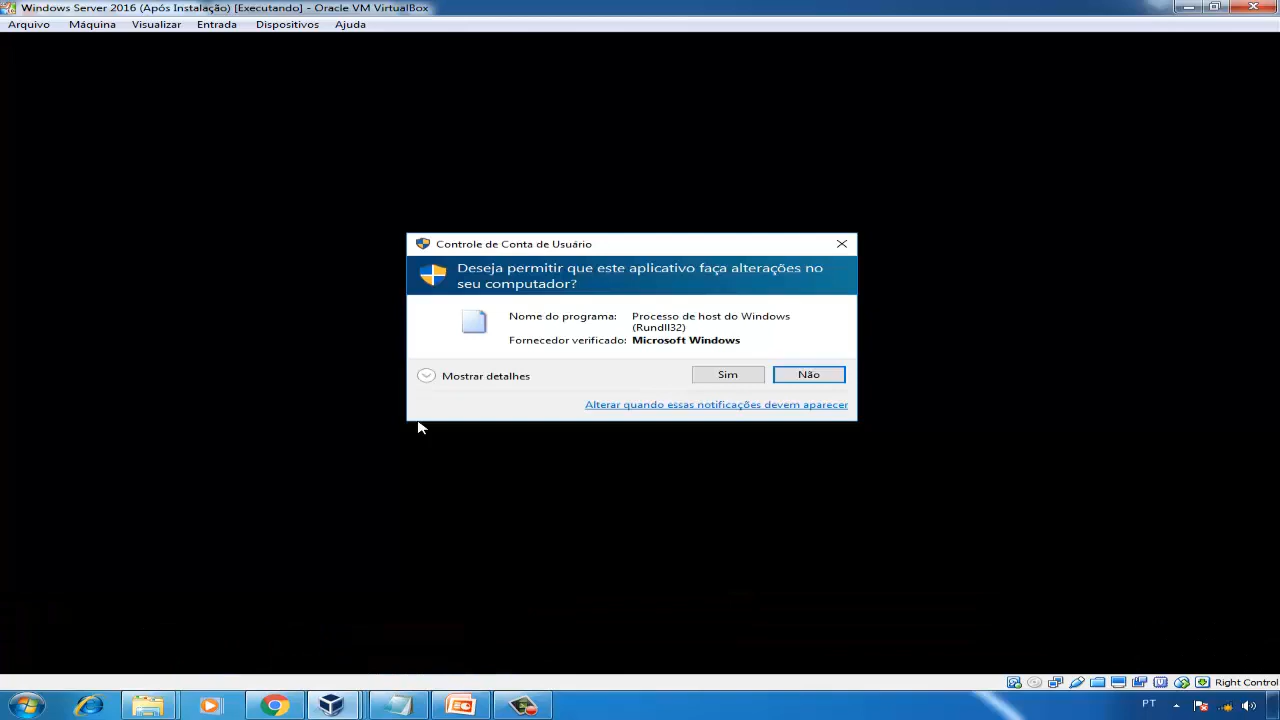 Windows Server 2016 (Após Instalação) [Executando] - Oracle VM VirtualBox
Arquivo Máquina Visualizar Entrada Dispositivos Ajuda
Controle de Conta de Usuário
Deseja permitir que este aplicativo faça alterações no
seu computador?
Nome do programa: Processo de host do Windows
(Rundll32)
Fornecedor verificado: Microsoft Windows
Mostrar detalhes Sim Não
Alterar quando essas notificações devem aparecer
Right Control
PT